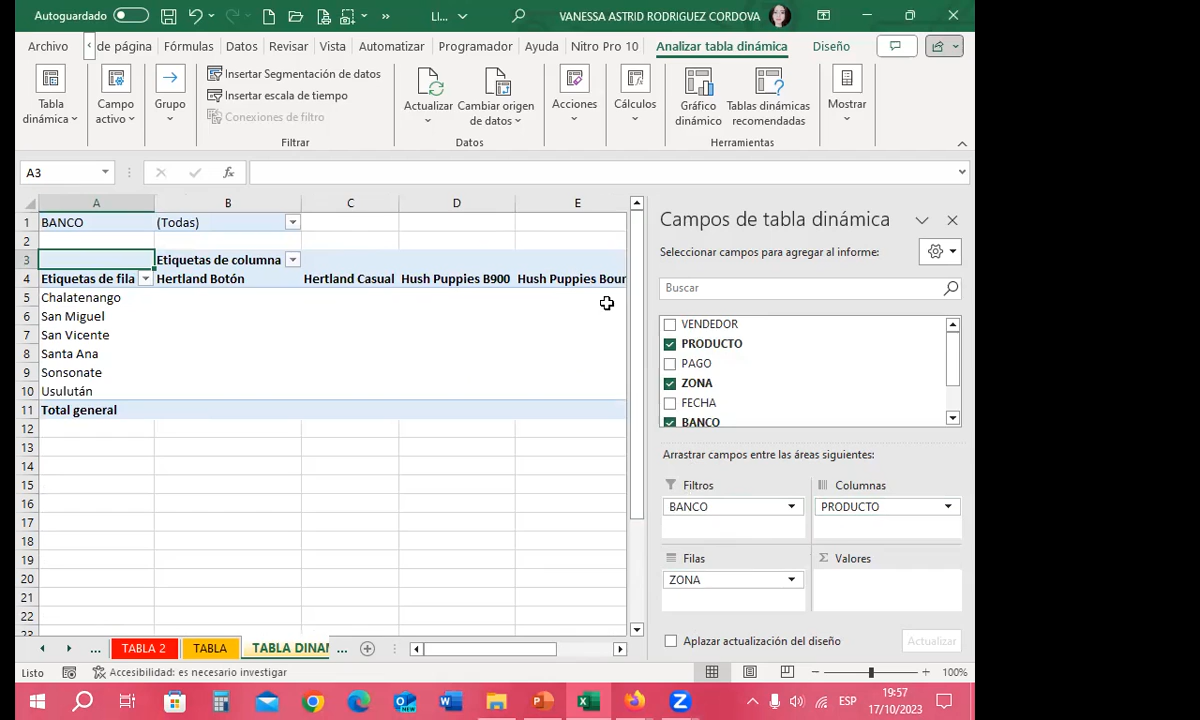 Autoguardado
LI...
VANESSA ASTRID RODRIGUEZ CORDOVA
Archivo
de página
Fórmulas
Datos
Revisar
Vista
Automatizar
Programador
Ayuda
Nitro Pro 10
Analizar tabla dinámica
Diseño
Tabla dinámica
Campo activo
Grupo
Insertar Segmentación de datos
Insertar escala de tiempo
Conexiones de filtro
Filtrar
Actualizar
Cambiar origen de datos
Datos
Acciones
Cálculos
Gráfico dinámico
Tablas dinámicas recomendadas
Herramientas
Mostrar
A3
fx
A B C D E
1 BANCO (Todas)
2
3 Etiquetas de columna
4 Etiquetas de fila Hertland Botón Hertland Casual Hush Puppies B900 Hush Puppies Bour
5 Chalatenango
6 San Miguel
7 San Vicente
8 Santa Ana
9 Sonsonate
10 Usulután
11 Total general
12
13
14
15
16
17
18
19
20
21
22
23
Campos de tabla dinámica
Seleccionar campos para agregar al informe:
Buscar
VENDEDOR
PRODUCTO
PAGO
ZONA
FECHA
BANCO
Arrastrar campos entre las áreas siguientes:
Filtros
BANCO
Columnas
PRODUCTO
Filas
ZONA
Σ Valores
Aplazar actualización del diseño
Actualizar
... TABLA 2 TABLA TABLA DINAM ...
Listo
Accesibilidad: es necesario investigar
100%
ESP
19:57
17/10/2023